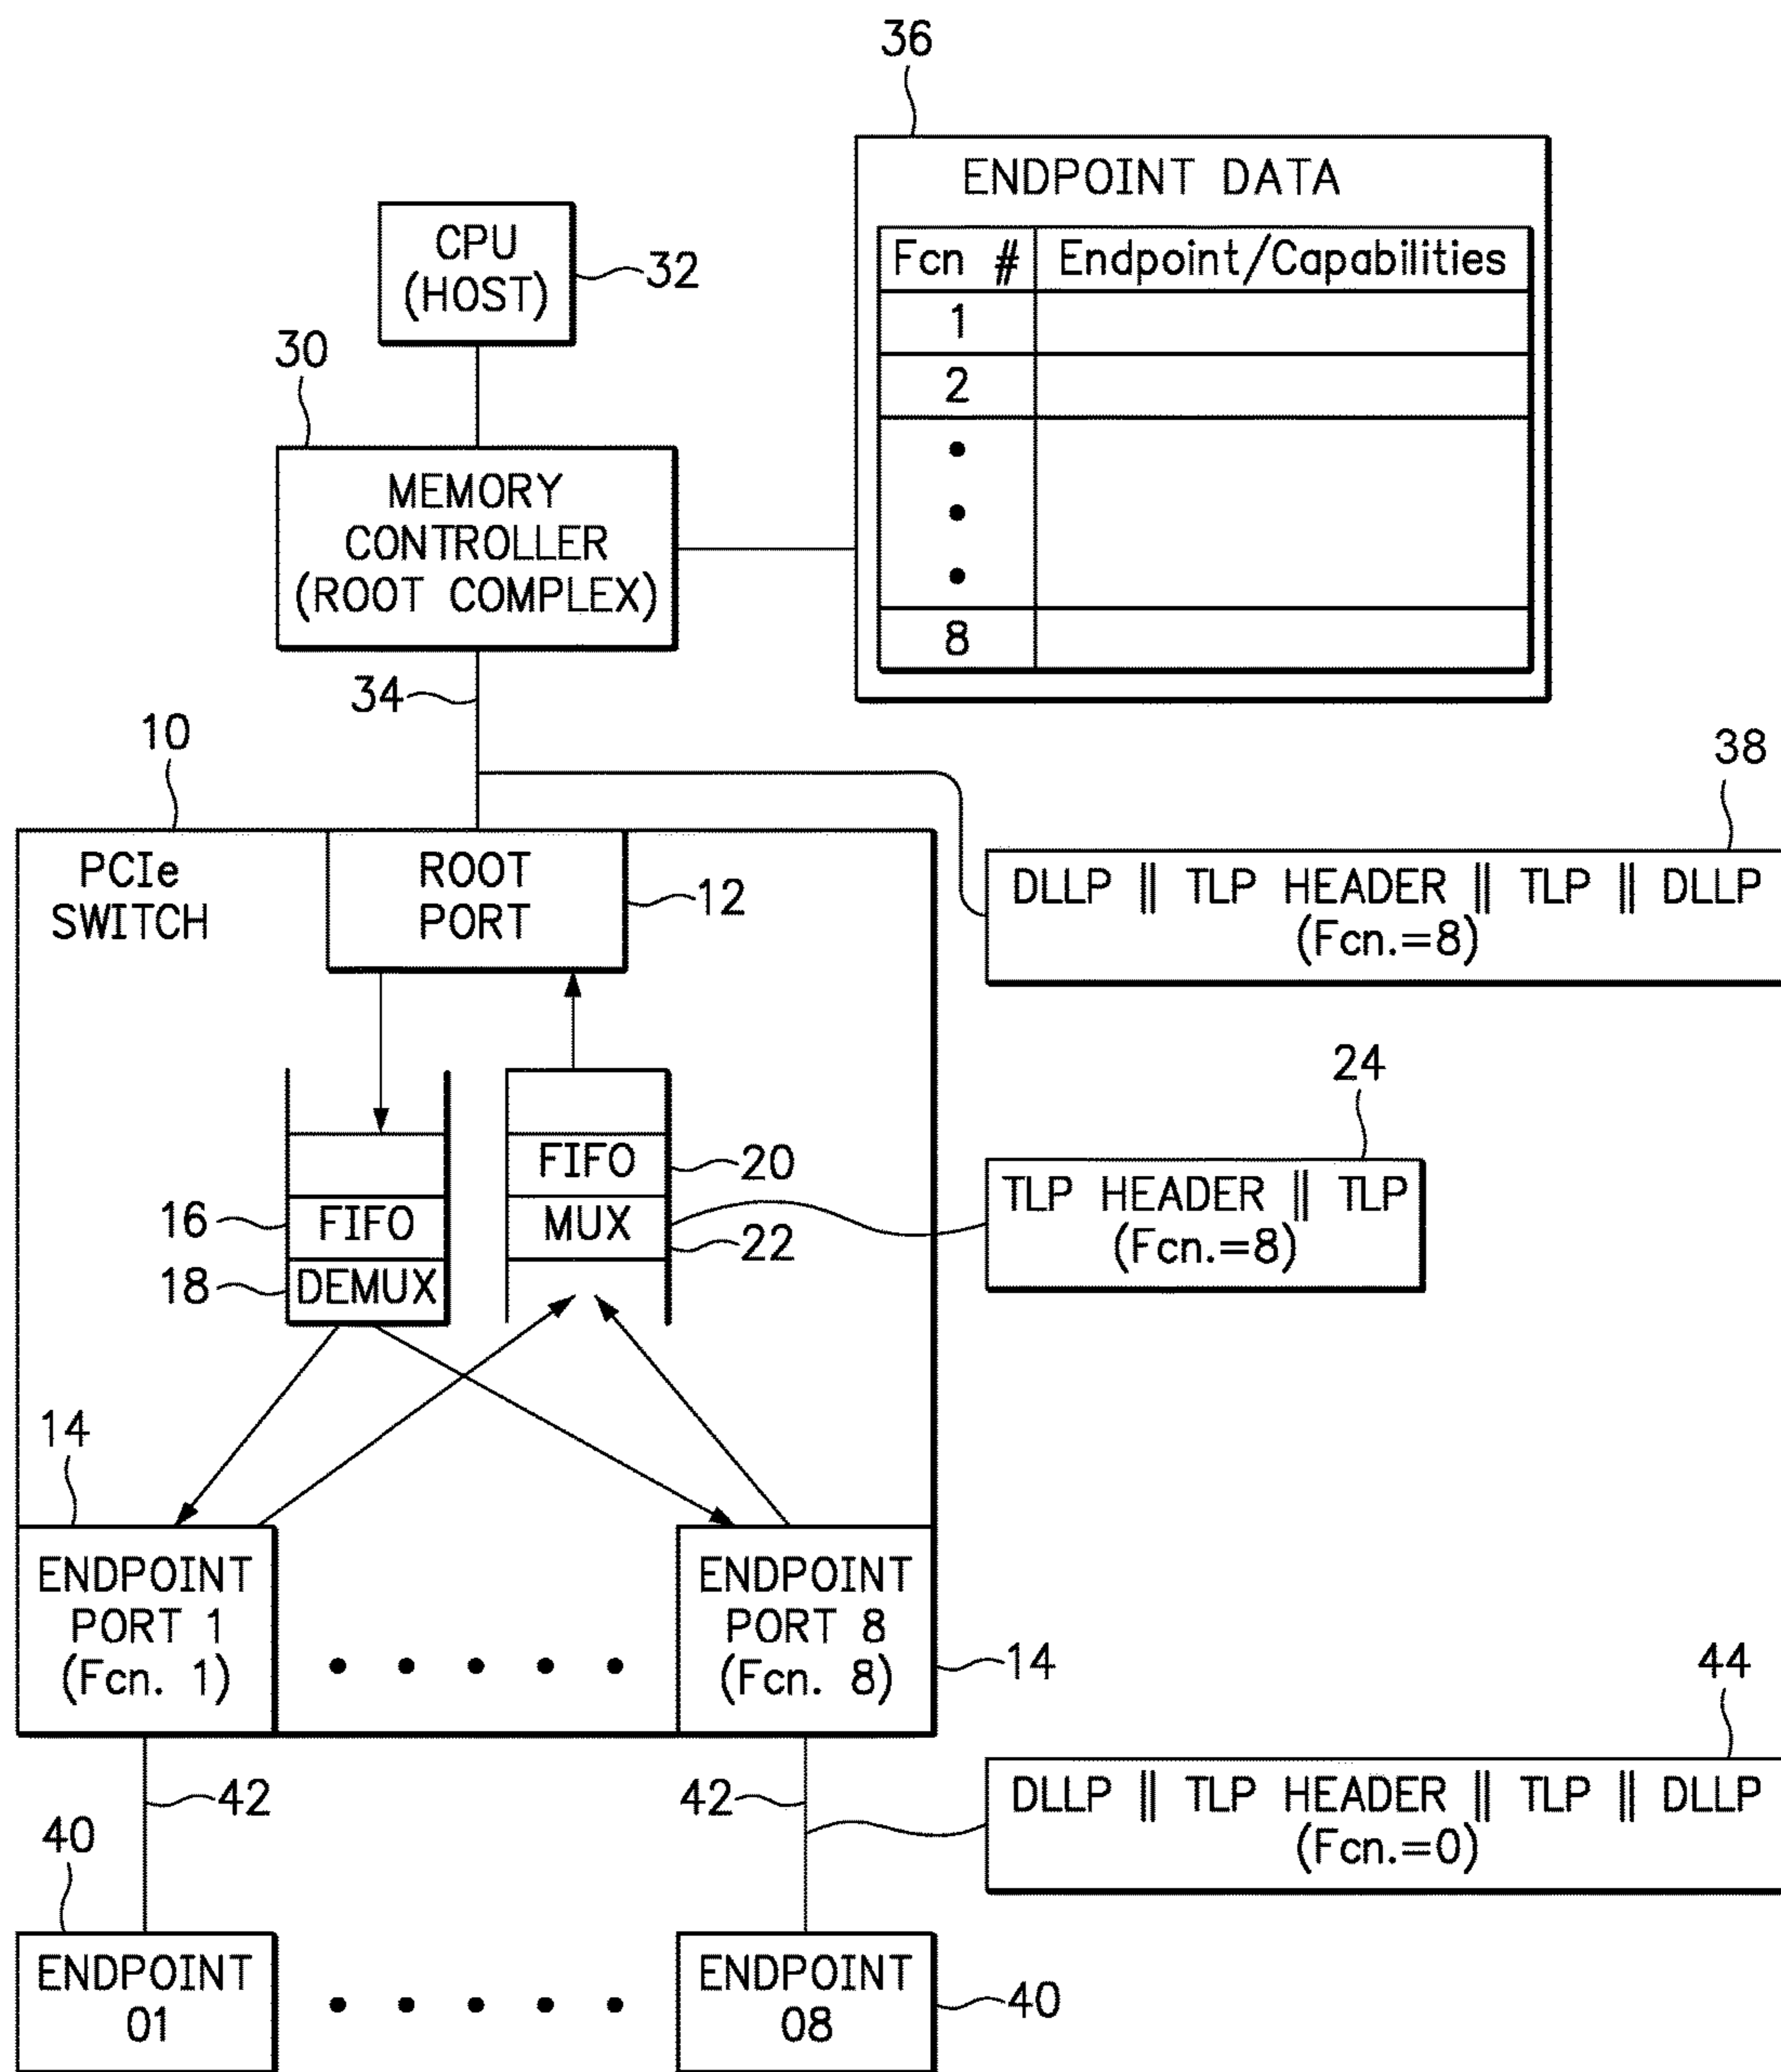 36
ENDPOINT DATA
Fcn # Endpoint/Capabilities
1
2
8
CPU
(HOST)
32
30
MEMORY
CONTROLLER
(ROOT COMPLEX)
34
10
PCIe
SWITCH
ROOT
PORT
12
38
DLLP || TLP HEADER || TLP || DLLP
(Fcn.=8)
16
FIFO
18
DEMUX
FIFO
20
MUX
22
24
TLP HEADER || TLP
(Fcn.=8)
14
ENDPOINT
PORT 1
(Fcn. 1)
ENDPOINT
PORT 8
(Fcn. 8)
14
42
42
44
DLLP || TLP HEADER || TLP || DLLP
(Fcn.=0)
40
ENDPOINT
01
ENDPOINT
08
40